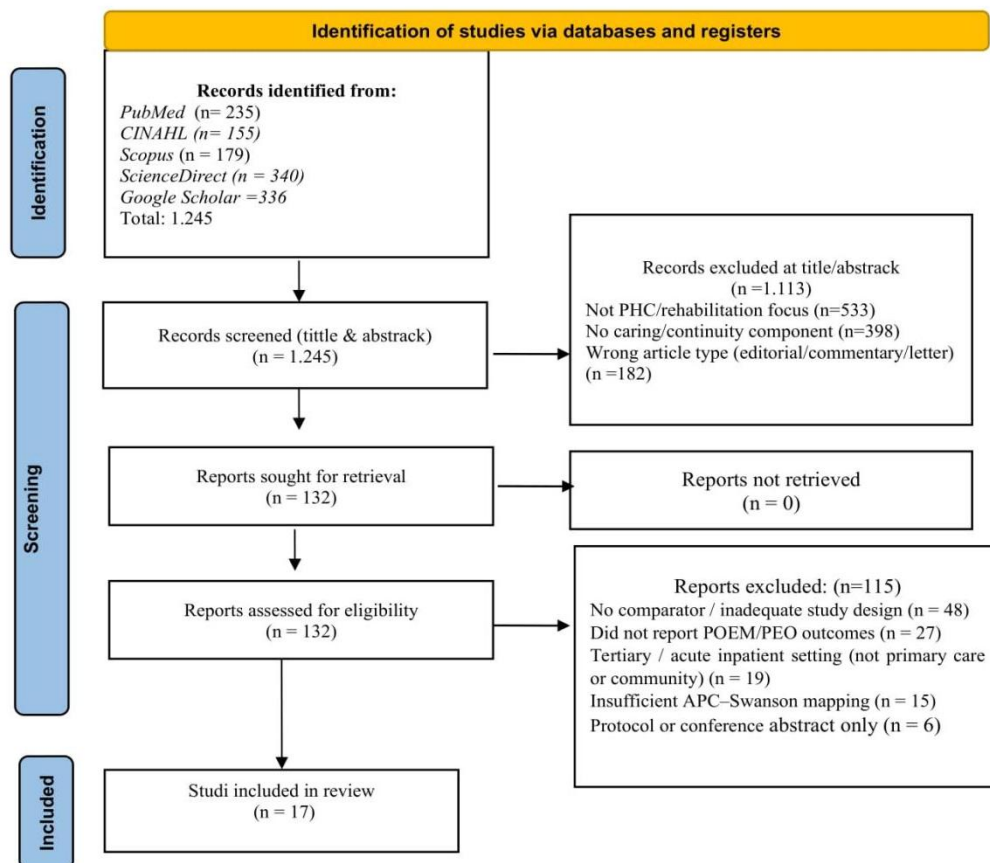 Identification of studies via databases and registers
Identification
Records identified from:
PubMed (n= 235)
CINAHL (n= 155)
Scopus (n = 179)
ScienceDirect (n = 340)
Google Scholar =336
Total: 1.245
Records excluded at title/abstrack
(n =1.113)
Not PHC/rehabilitation focus (n=533)
No caring/continuity component (n=398)
Wrong article type (editorial/commentary/letter)
(n =182)
Screening
Records screened (tittle & abstrack)
(n = 1.245)
Reports sought for retrieval
(n = 132)
Reports not retrieved
(n = 0)
Reports assessed for eligibility
(n = 132)
Reports excluded: (n=115)
No comparator / inadequate study design (n = 48)
Did not report POEM/PEO outcomes (n = 27)
Tertiary / acute inpatient setting (not primary care
or community) (n = 19)
Insufficient APC–Swanson mapping (n = 15)
Protocol or conference abstract only (n = 6)
Included
Studi included in review
(n = 17)